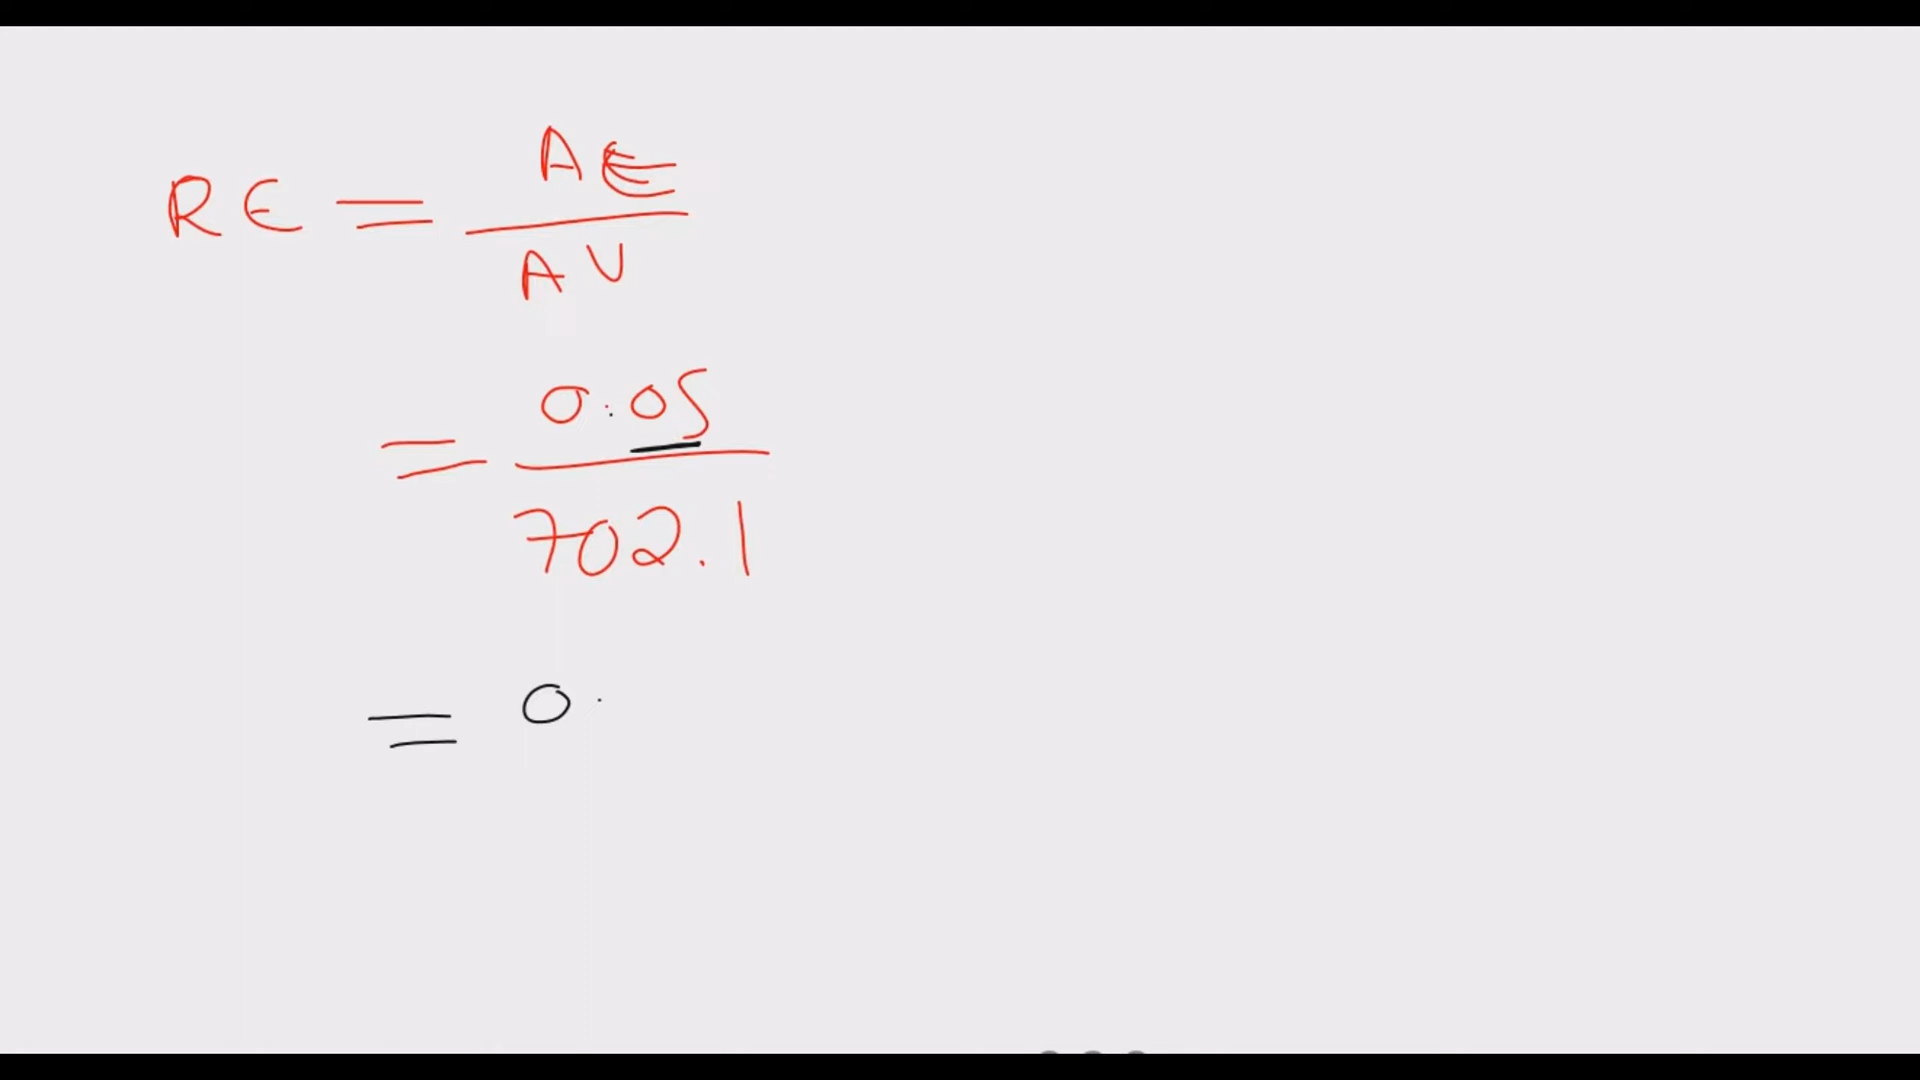 RE = AE / AV
= 0.05 / 702.1
= 0.